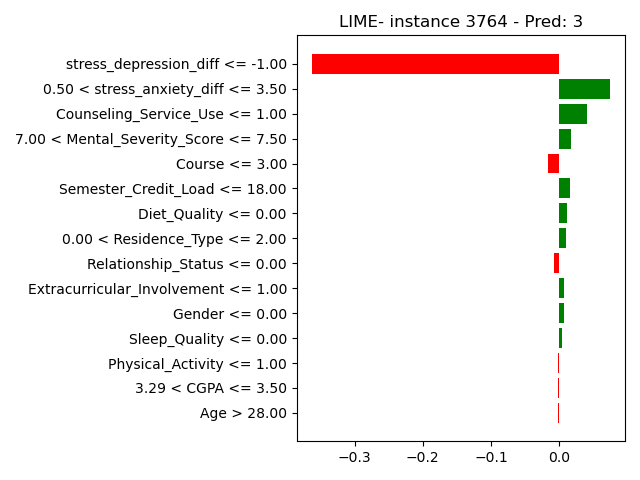 LIME- instance 3764 - Pred: 3
stress_depression_diff <= -1.00
0.50 < stress_anxiety_diff <= 3.50
Counseling_Service_Use <= 1.00
7.00 < Mental_Severity_Score <= 7.50
Course <= 3.00
Semester_Credit_Load <= 18.00
Diet_Quality <= 0.00
0.00 < Residence_Type <= 2.00
Relationship_Status <= 0.00
Extracurricular_Involvement <= 1.00
Gender <= 0.00
Sleep_Quality <= 0.00
Physical_Activity <= 1.00
3.29 < CGPA <= 3.50
Age > 28.00
−0.3 −0.2 −0.1 0.0